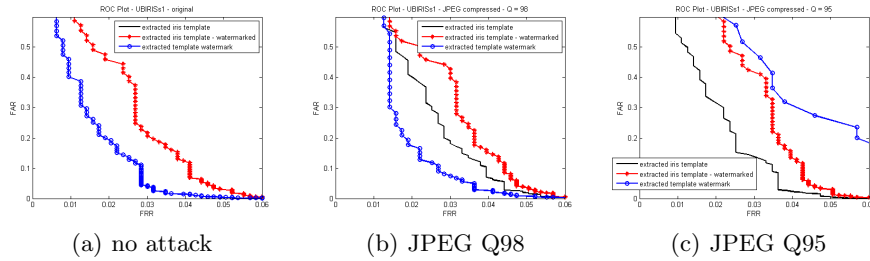 ROC Plot - UBIRISs1 - original
extracted iris template
extracted iris template - watermarked
extracted template watermark
FAR
0.5
0.4
0.3
0.2
0.1
0
0
0.01
0.02
0.03
0.04
0.05
0.06
FRR
(a) no attack
ROC Plot - UBIRISs1 - JPEG compressed - Q = 98
extracted iris template
extracted iris template - watermarked
extracted template watermark
FAR
0.5
0.4
0.3
0.2
0.1
0
0
0.01
0.02
0.03
0.04
0.05
0.06
FRR
(b) JPEG Q98
ROC Plot - UBIRISs1 - JPEG compressed - Q = 95
FAR
0.5
0.4
0.3
0.2
0.1
0
extracted iris template
extracted iris template - watermarked
extracted template watermark
0
0.01
0.02
0.03
0.04
0.05
0.06
FRR
(c) JPEG Q95